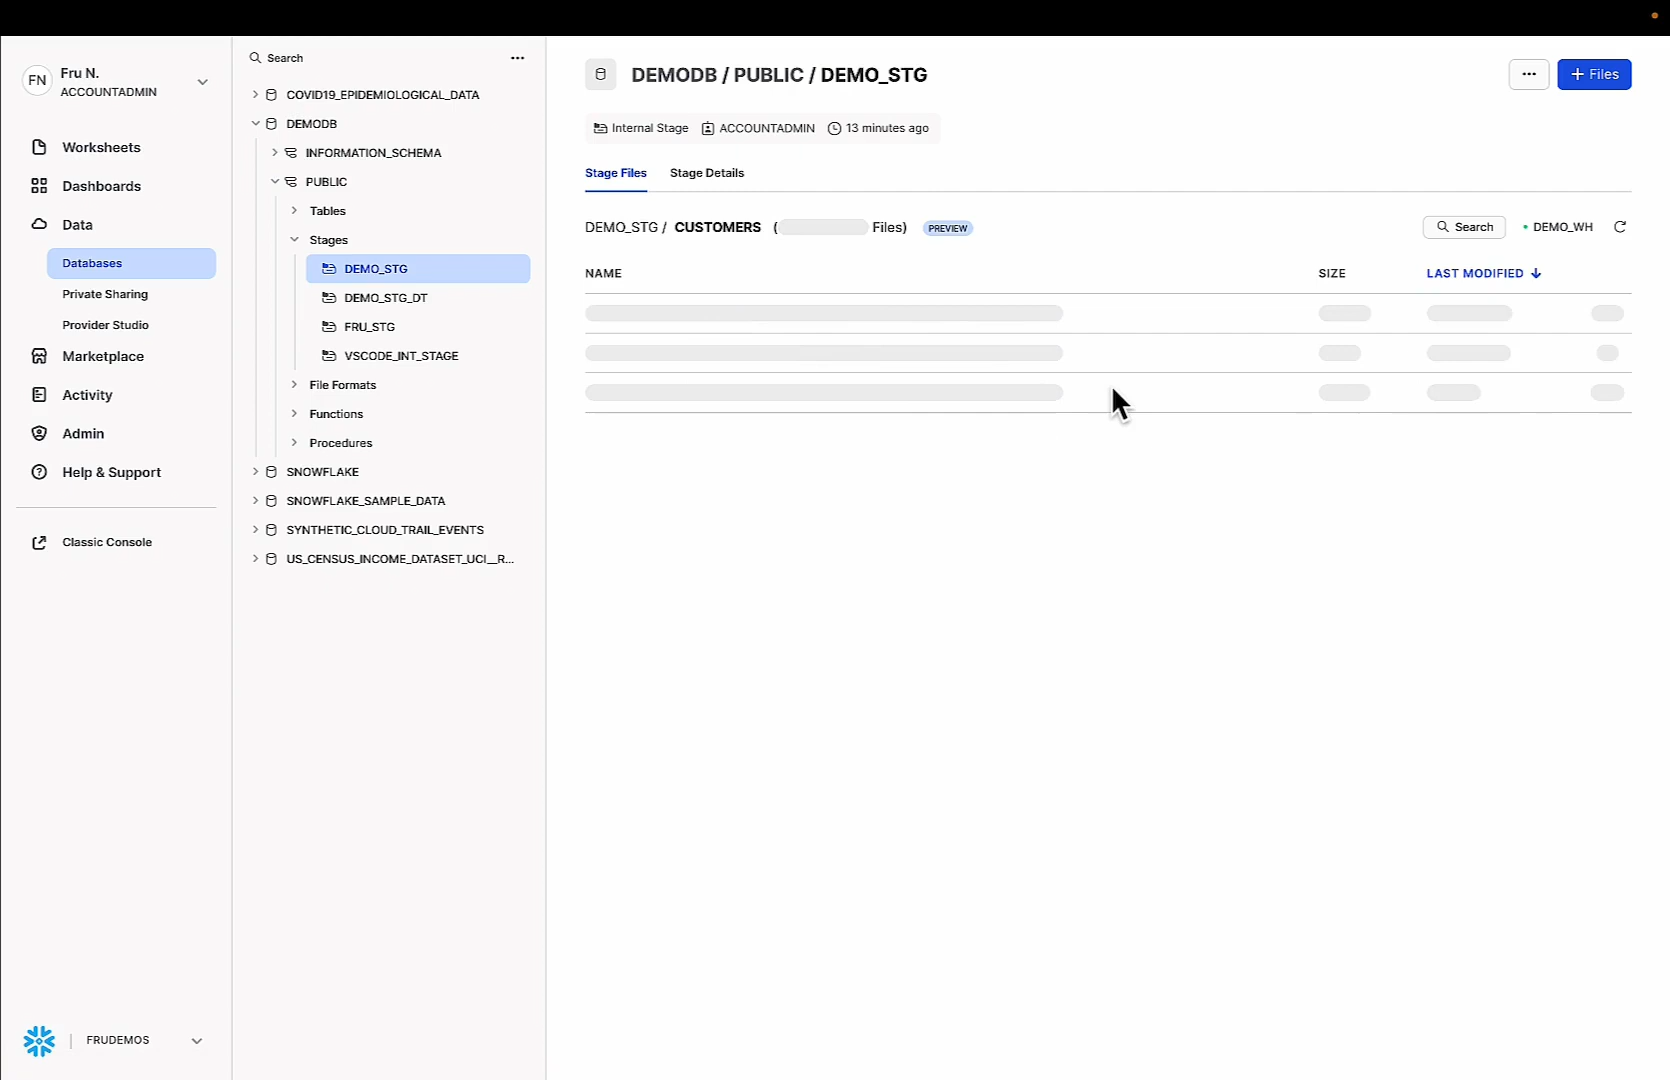 FN
Fru N.
ACCOUNTADMIN
Worksheets
Dashboards
Data
Databases
Private Sharing
Provider Studio
Marketplace
Activity
Admin
Help & Support
Classic Console
FRUDEMOS
Search
COVID19_EPIDEMIOLOGICAL_DATA
DEMODB
INFORMATION_SCHEMA
PUBLIC
Tables
Stages
DEMO_STG
DEMO_STG_DT
FRU_STG
VSCODE_INT_STAGE
File Formats
Functions
Procedures
SNOWFLAKE
SNOWFLAKE_SAMPLE_DATA
SYNTHETIC_CLOUD_TRAIL_EVENTS
US_CENSUS_INCOME_DATASET_UCI__R...
DEMODB / PUBLIC / DEMO_STG
+ Files
Internal Stage ACCOUNTADMIN 13 minutes ago
Stage Files Stage Details
DEMO_STG / CUSTOMERS ( Files) PREVIEW
Search DEMO_WH
NAME SIZE LAST MODIFIED